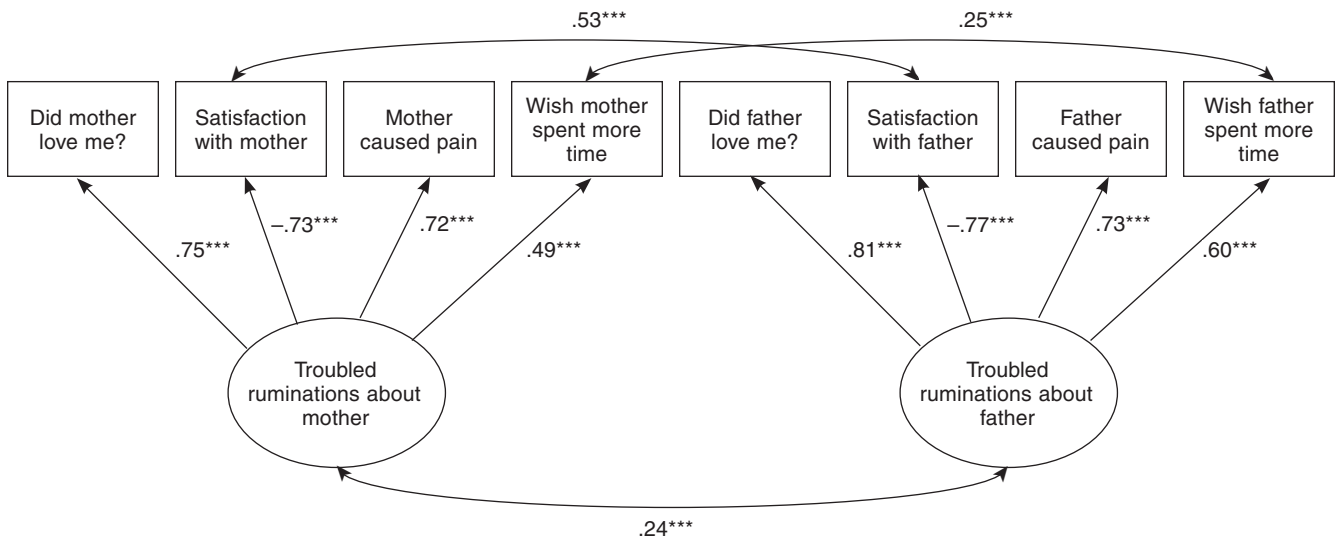 .53***
.25***
Did mother
love me?
Satisfaction
with mother
Mother
caused pain
Wish mother
spent more
time
Did father
love me?
Satisfaction
with father
Father
caused pain
Wish father
spent more
time
.75***
–.73***
.72***
.49***
.81***
–.77***
.73***
.60***
Troubled
ruminations about
mother
Troubled
ruminations about
father
.24***